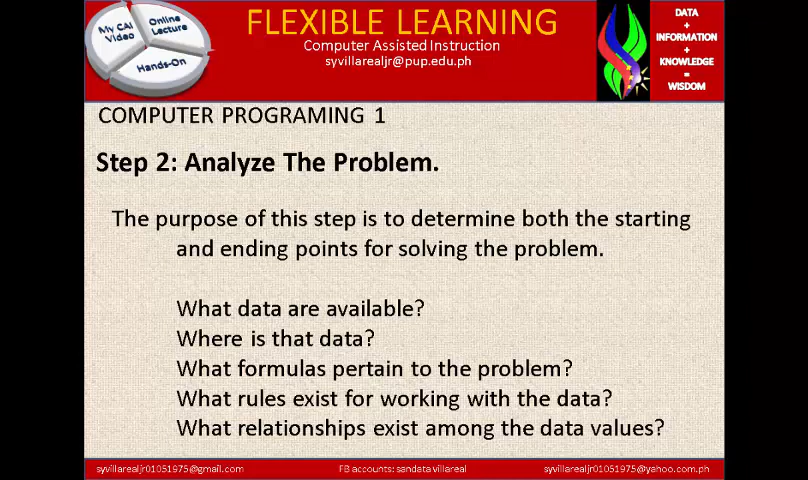 My CAI
Video
Online
Lecture
Hands-On
FLEXIBLE LEARNING
Computer Assisted Instruction
syvillarealjr@pup.edu.ph
DATA
+
INFORMATION
+
KNOWLEDGE
=
WISDOM
COMPUTER PROGRAMING 1
Step 2: Analyze The Problem.
The purpose of this step is to determine both the starting
and ending points for solving the problem.
What data are available?
Where is that data?
What formulas pertain to the problem?
What rules exist for working with the data?
What relationships exist among the data values?
syvillarealjr01051975@gmail.com
FB accounts: sandata villareal
syvillarealjr01051975@yahoo.com.ph